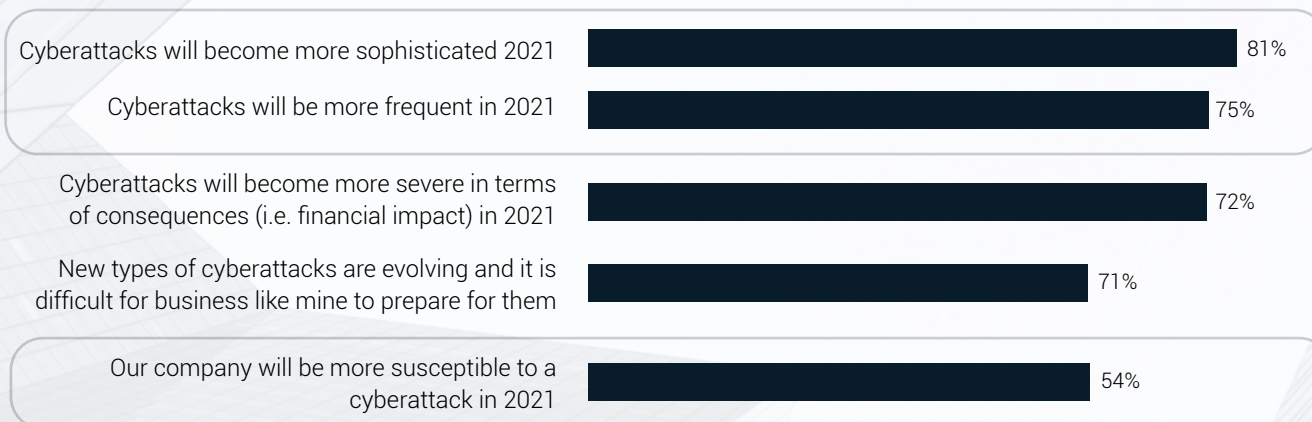 Cyberattacks will become more sophisticated 2021
81%
Cyberattacks will be more frequent in 2021
75%
Cyberattacks will become more severe in terms
of consequences (i.e. financial impact) in 2021
72%
New types of cyberattacks are evolving and it is
difficult for business like mine to prepare for them
71%
Our company will be more susceptible to a
cyberattack in 2021
54%